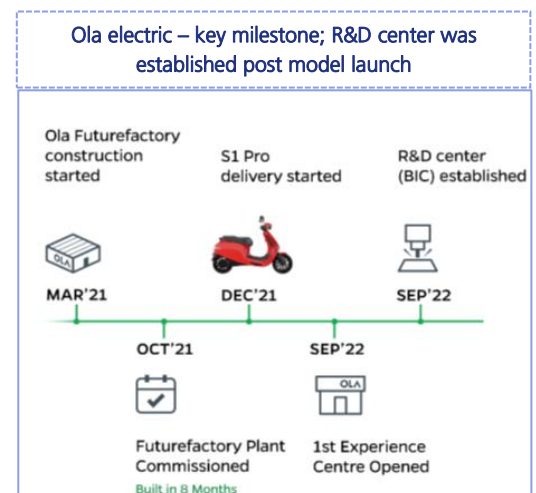 Ola electric – key milestone; R&D center was
established post model launch
Ola Futurefactory
construction
started
S1 Pro
delivery started
R&D center
(BIC) established
OLA
MAR'21
DEC'21
SEP'22
OCT'21
SEP'22
OLA
Futurefactory Plant
Commissioned
Built in 8 Months
1st Experience
Centre Opened